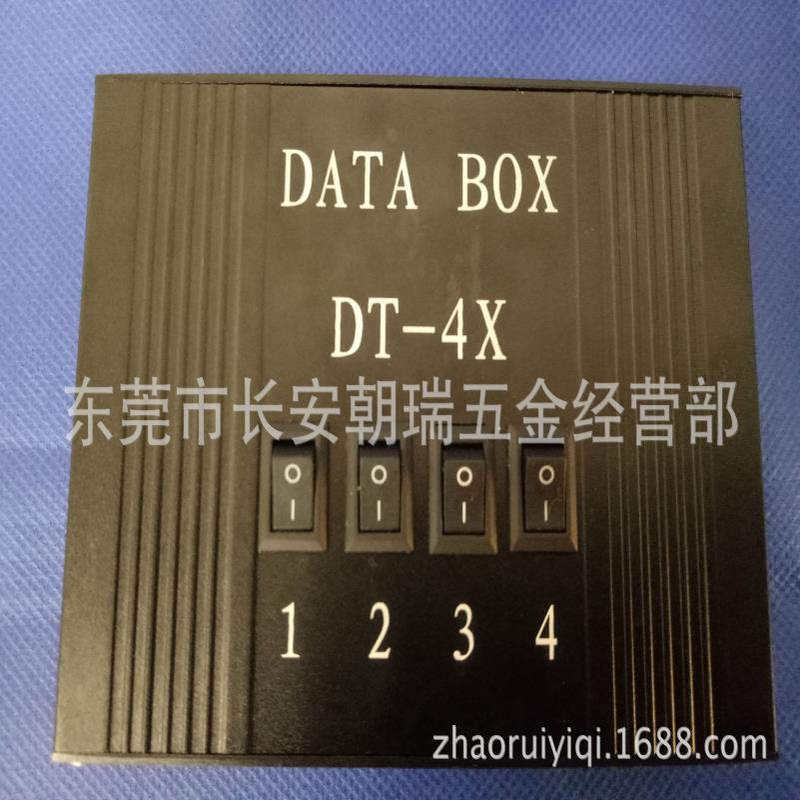 DATA BOX
DT-4X
东莞市长安朝瑞五金经营部
O O O O
I I I I
1 2 3 4
zhaoruiyiqi.1688.com